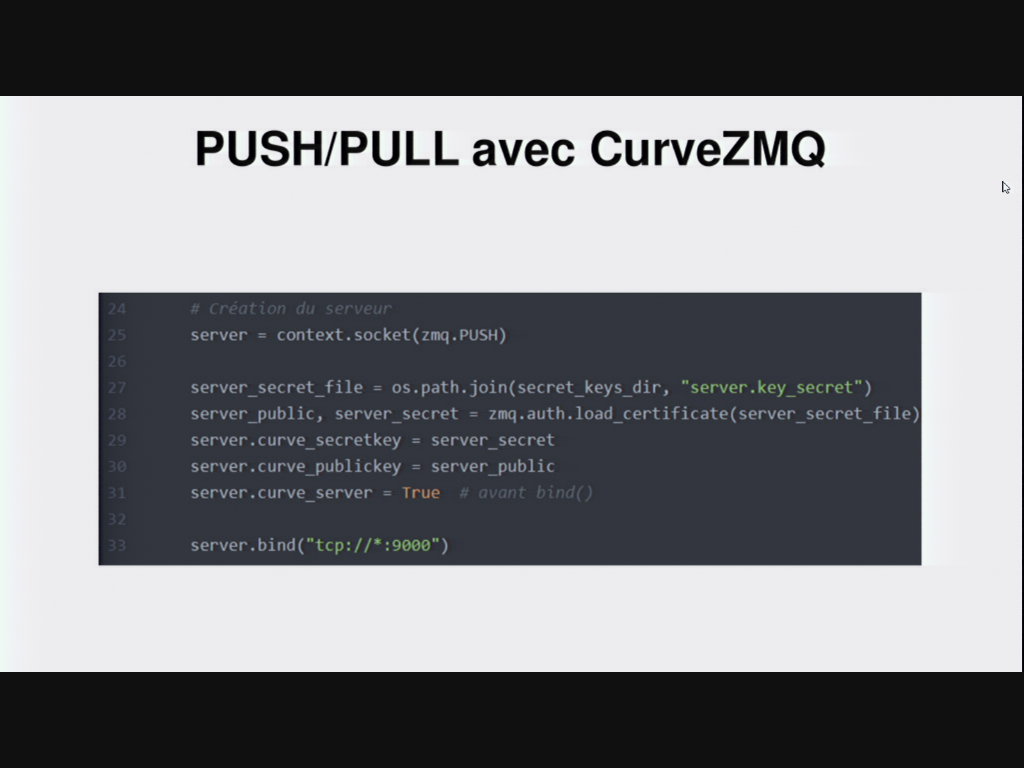 PUSH/PULL avec CurveZMQ
24 # Création du serveur
25 server = context.socket(zmq.PUSH)
26
27 server_secret_file = os.path.join(secret_keys_dir, "server.key_secret")
28 server_public, server_secret = zmq.auth.load_certificate(server_secret_file)
29 server.curve_secretkey = server_secret
30 server.curve_publickey = server_public
31 server.curve_server = True # avant bind()
32
33 server.bind("tcp://*:9000")